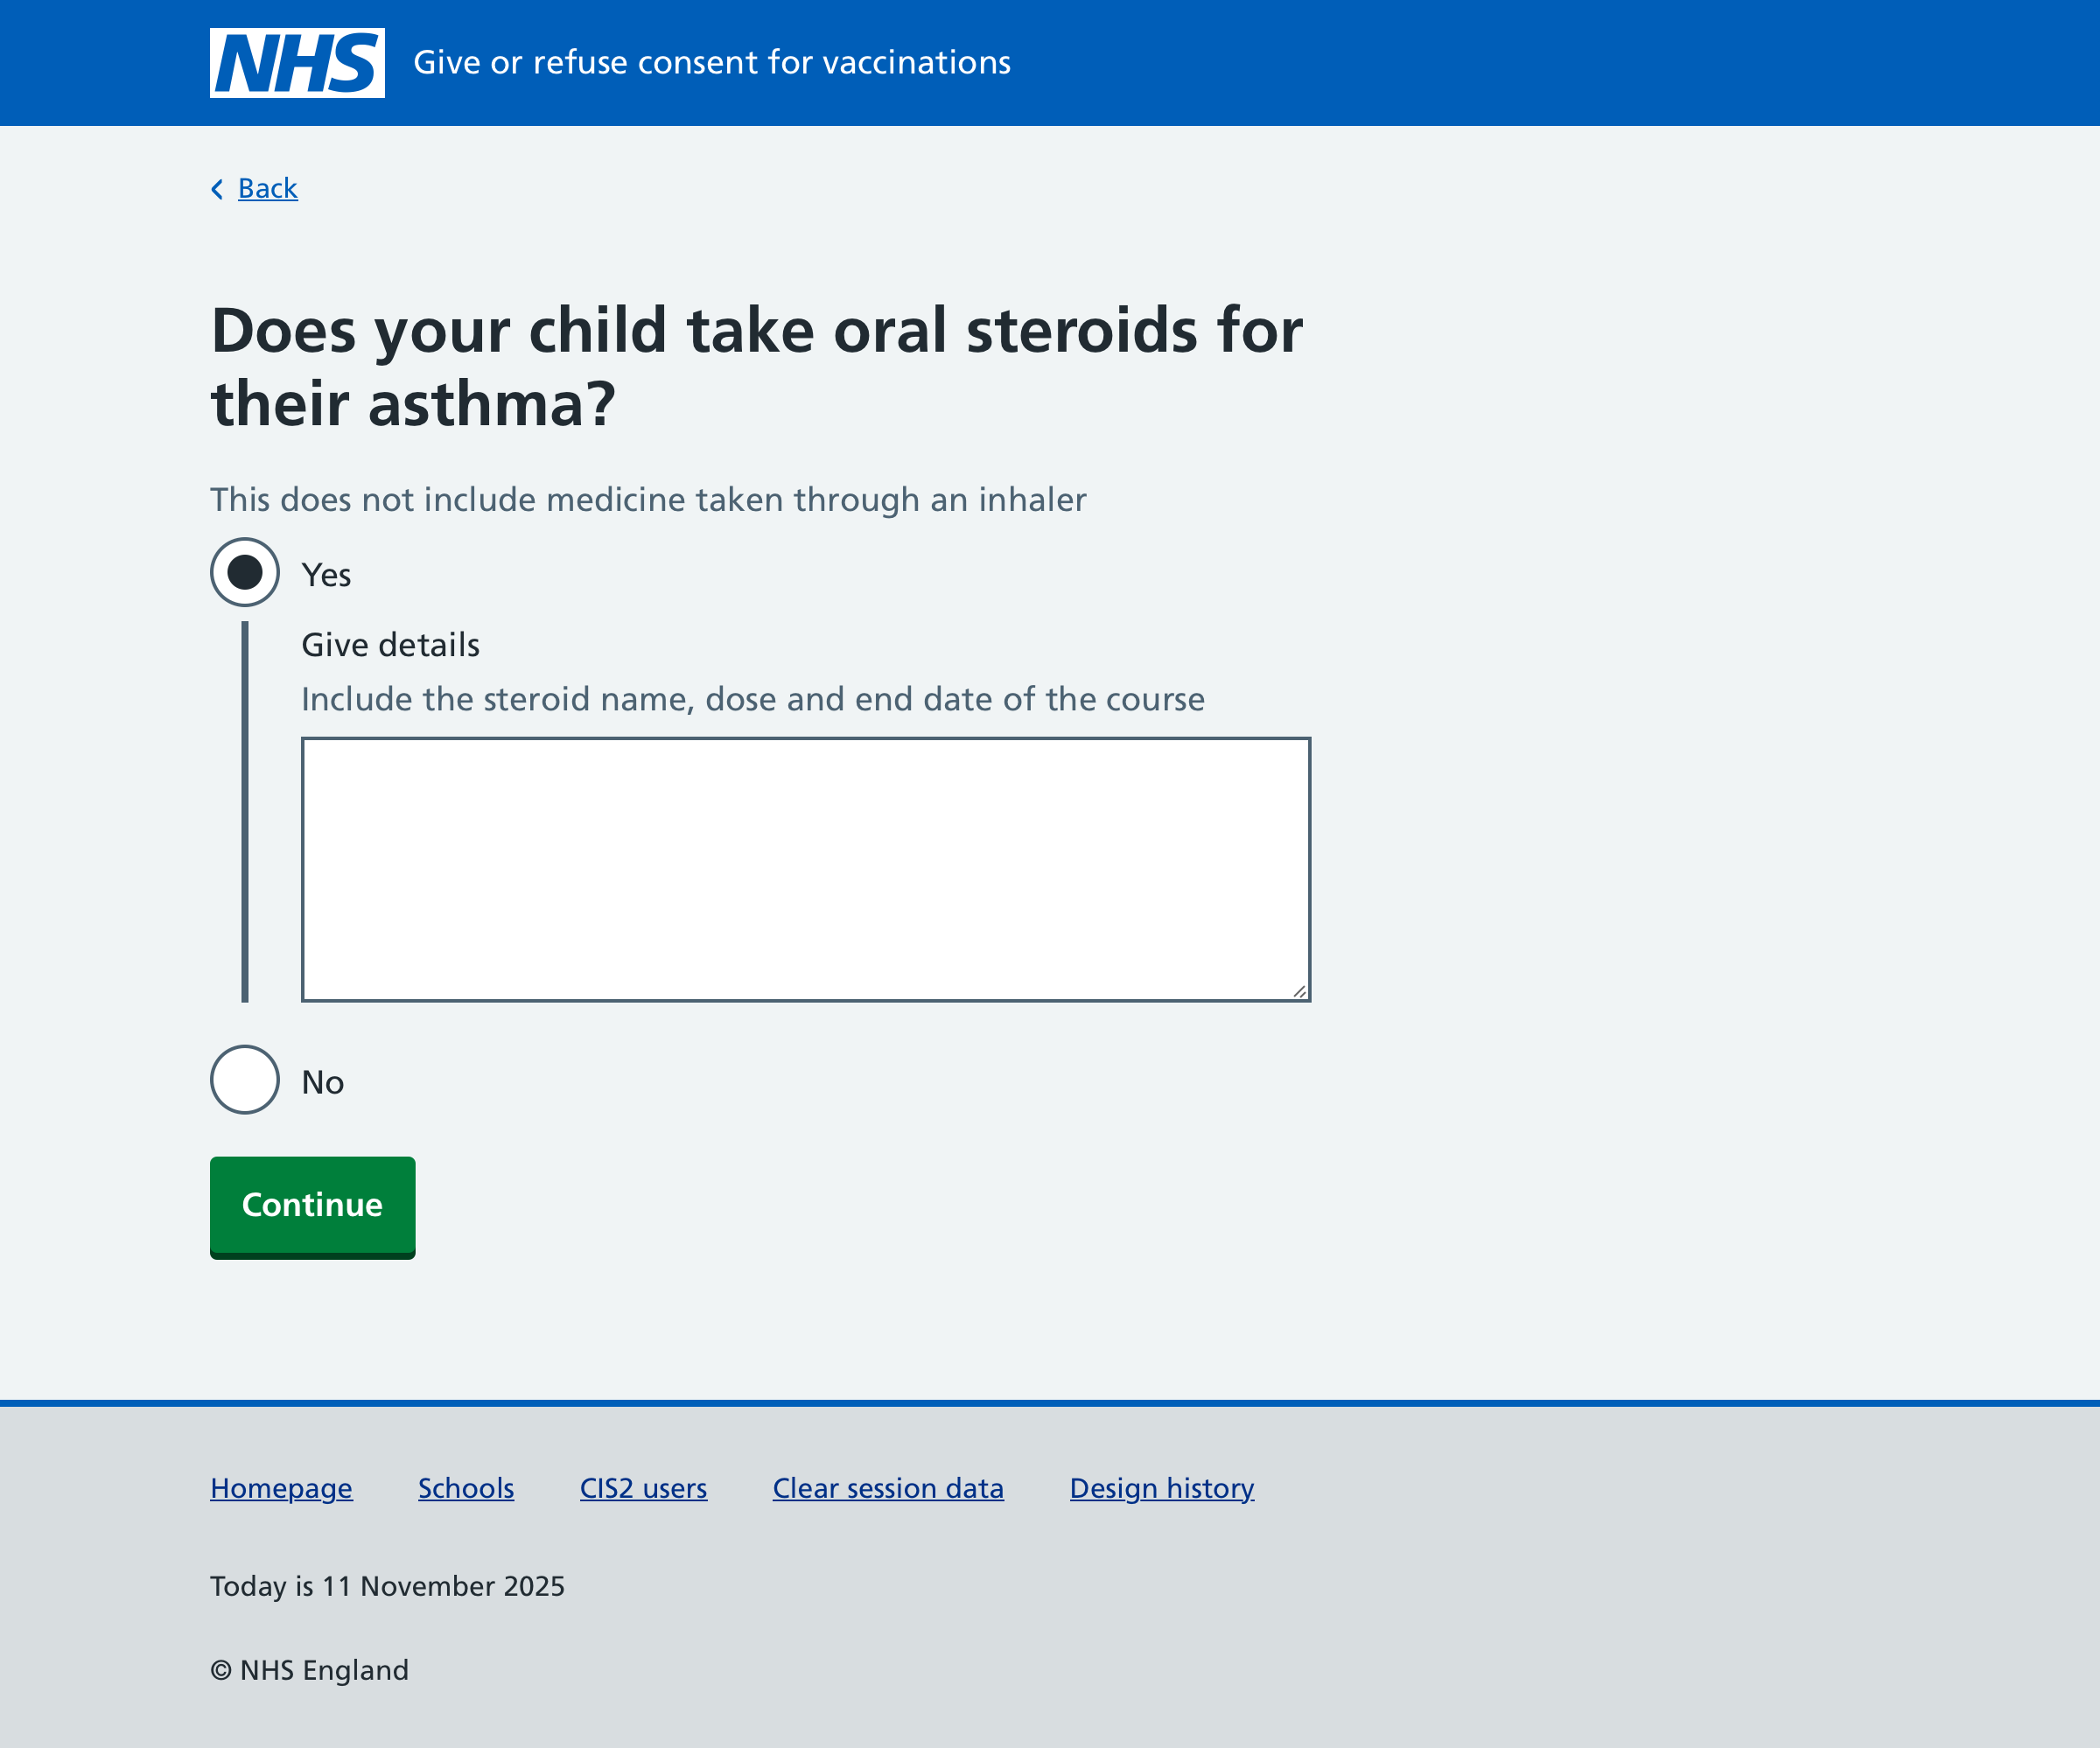 NHS Give or refuse consent for vaccinations
Back
Does your child take oral steroids for
their asthma?
This does not include medicine taken through an inhaler
Yes
Give details
Include the steroid name, dose and end date of the course
No
Continue
Homepage Schools CIS2 users Clear session data Design history
Today is 11 November 2025
© NHS England